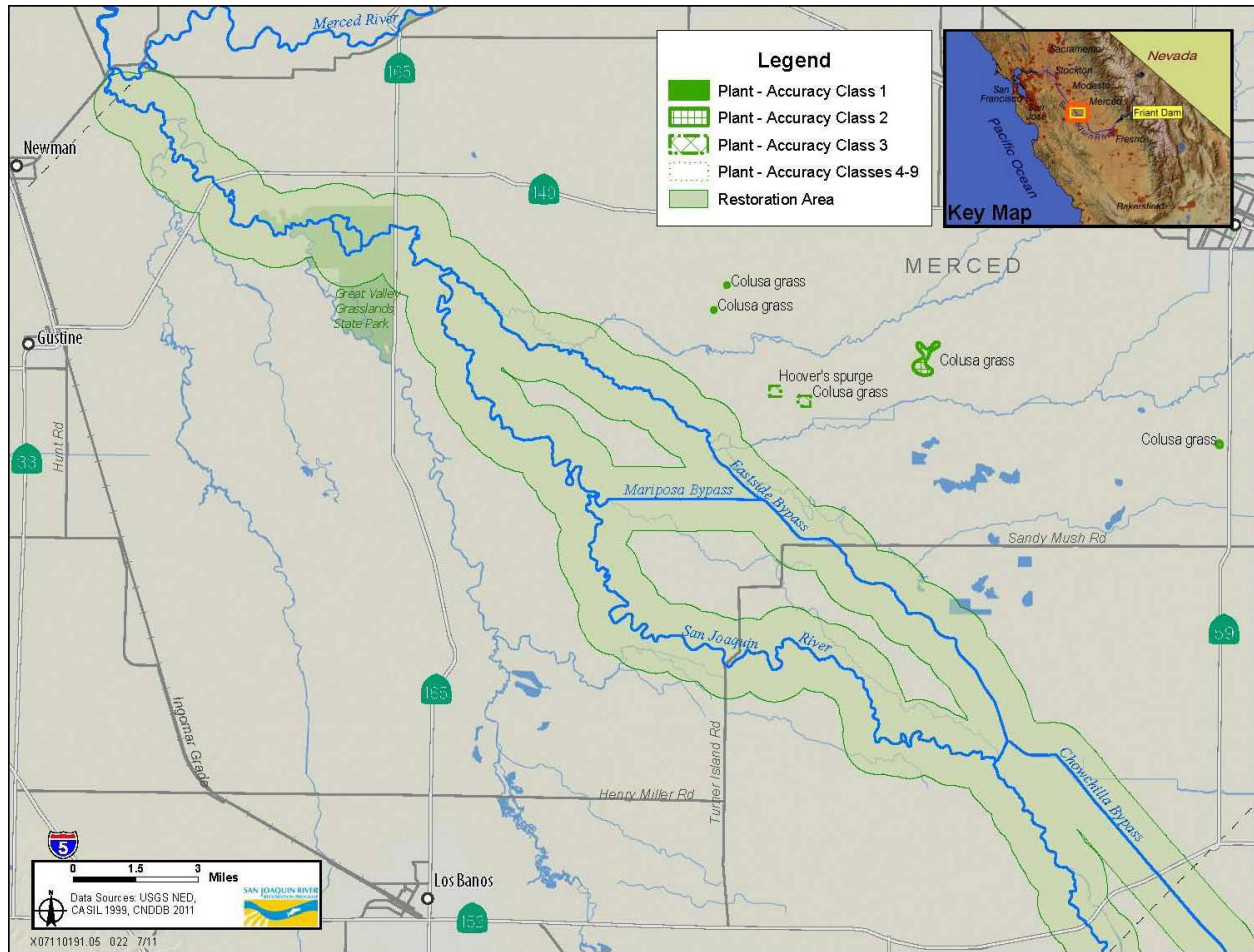 Merced River
165
Newman
140
Great Valley
Grasslands
State Park
Gustine
33
Hunt Rd
MERCED
Colusa grass
Colusa grass
Colusa grass
Hoover's spurge
Colusa grass
Colusa grass
Mariposa Bypass
Eastside Bypass
Sandy Mush Rd
59
San Joaquin
River
165
Ingomar Grade
Turner Island Rd
Henry Miller Rd
Chowchilla Bypass
Los Banos
152
5
Legend
Plant - Accuracy Class 1
Plant - Accuracy Class 2
Plant - Accuracy Class 3
Plant - Accuracy Classes 4-9
Restoration Area
Nevada
Sacramento
Stockton
San
Francisco
Modesto
San
José
Merced
Friant Dam
Fresno
Pacific Ocean
Bakersfield
Key Map
0 1.5 3
Miles
N
Data Sources: USGS NED,
CASIL 1999, CNDDB 2011
SAN JOAQUIN RIVER
RESTORATION PROGRAM
X07110191.05 022 7/11